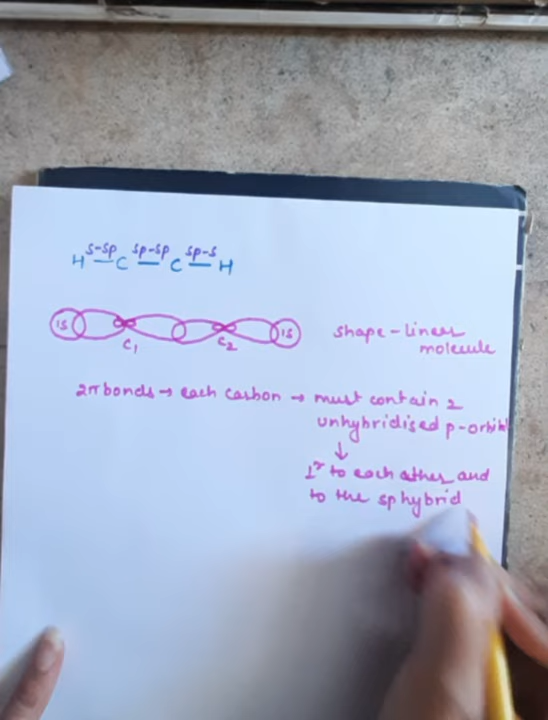 s-sp sp-sp sp-s
H — C — C — H
1S 1S
C1 C2
shape - linear
molecule
2π bonds → each carbon → must contain 2
unhybridised p-orbital
↓
⊥r to each other and
to the sp hybrid